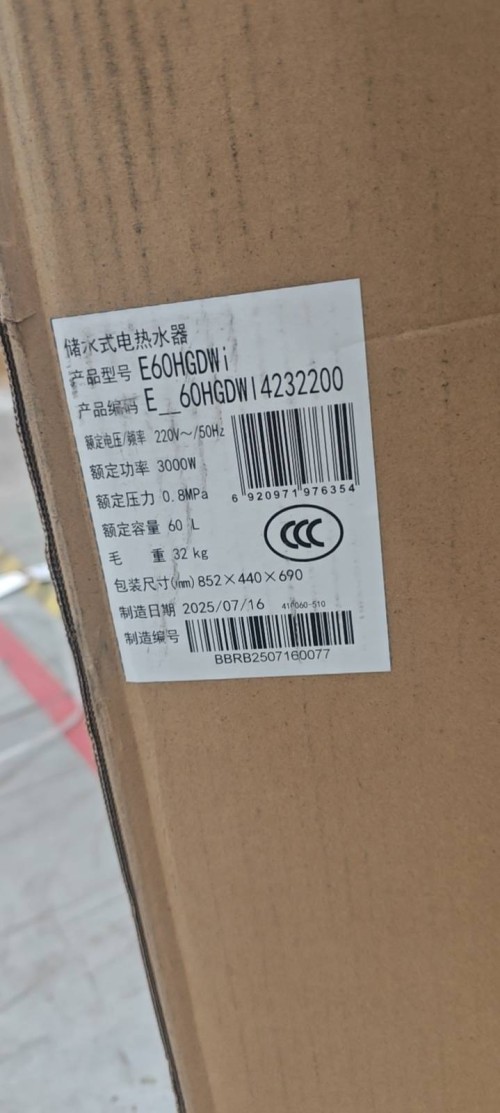 储水式电热水器
产品型号 E60HGDWi
产品编码 E__60HGDWI4232200
额定电压/频率 220V～/50Hz
额定功率 3000W
额定压力 0.8MPa
6 920971 976354
额定容量 60 L
CCC
毛 重 32 kg
包装尺寸(mm) 852×440×690
制造日期 2025/07/16
制造编号
BBRB2507160077